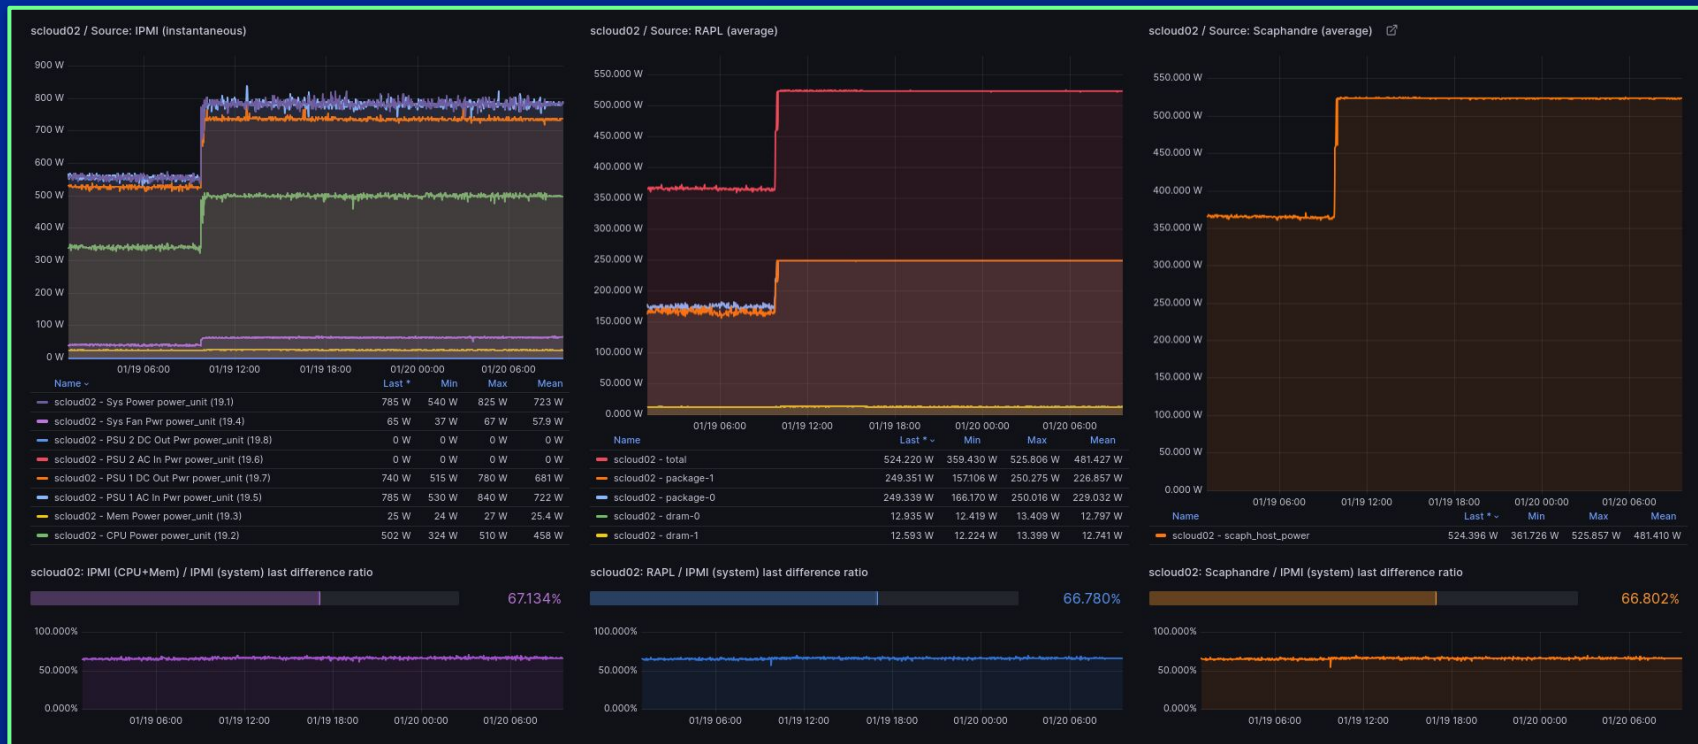 scloud02 / Source: IPMI (instantaneous)
900 W
800 W
700 W
600 W
500 W
400 W
300 W
200 W
100 W
0 W
01/19 06:00 01/19 12:00 01/19 18:00 01/20 00:00 01/20 06:00
Name Last * Min Max Mean
scloud02 - Sys Power power_unit (19.1) 785 W 540 W 825 W 723 W
scloud02 - Sys Fan Pwr power_unit (19.4) 65 W 37 W 67 W 57.9 W
scloud02 - PSU 2 DC Out Pwr power_unit (19.8) 0 W 0 W 0 W 0 W
scloud02 - PSU 2 AC In Pwr power_unit (19.6) 0 W 0 W 0 W 0 W
scloud02 - PSU 1 DC Out Pwr power_unit (19.7) 740 W 515 W 780 W 681 W
scloud02 - PSU 1 AC In Pwr power_unit (19.5) 785 W 530 W 840 W 722 W
scloud02 - Mem Power power_unit (19.3) 25 W 24 W 27 W 25.4 W
scloud02 - CPU Power power_unit (19.2) 502 W 324 W 510 W 458 W
scloud02 / Source: RAPL (average)
550.000 W
500.000 W
450.000 W
400.000 W
350.000 W
300.000 W
250.000 W
200.000 W
150.000 W
100.000 W
50.000 W
0.000 W
01/19 06:00 01/19 12:00 01/19 18:00 01/20 00:00 01/20 06:00
Name Last * Min Max Mean
scloud02 - total 524.220 W 359.430 W 525.806 W 481.427 W
scloud02 - package-1 249.351 W 157.106 W 250.275 W 226.857 W
scloud02 - package-0 249.339 W 166.170 W 250.016 W 229.032 W
scloud02 - dram-0 12.935 W 12.419 W 13.409 W 12.797 W
scloud02 - dram-1 12.593 W 12.224 W 13.399 W 12.741 W
scloud02 / Source: Scaphandre (average)
550.000 W
500.000 W
450.000 W
400.000 W
350.000 W
300.000 W
250.000 W
200.000 W
150.000 W
100.000 W
50.000 W
0.000 W
01/19 06:00 01/19 12:00 01/19 18:00 01/20 00:00 01/20 06:00
Name Last * Min Max Mean
scloud02 - scaph_host_power 524.396 W 361.726 W 525.857 W 481.410 W
scloud02: IPMI (CPU+Mem) / IPMI (system) last difference ratio
67.134%
100.000%
50.000%
0.000%
01/19 06:00 01/19 12:00 01/19 18:00 01/20 00:00 01/20 06:00
scloud02: RAPL / IPMI (system) last difference ratio
66.780%
100.000%
50.000%
0.000%
01/19 06:00 01/19 12:00 01/19 18:00 01/20 00:00 01/20 06:00
scloud02: Scaphandre / IPMI (system) last difference ratio
66.802%
100.000%
50.000%
0.000%
01/19 06:00 01/19 12:00 01/19 18:00 01/20 00:00 01/20 06:00